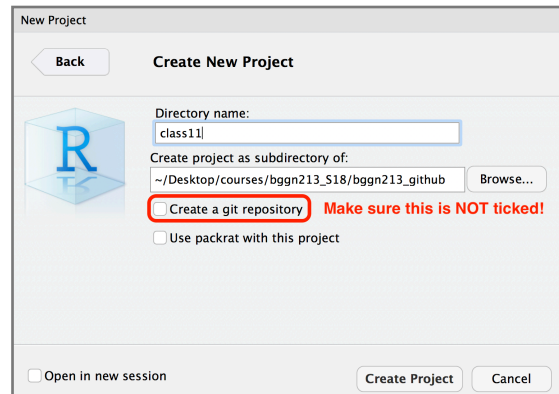 New Project
Back
Create New Project
R
Directory name:
class11
Create project as subdirectory of:
~/Desktop/courses/bggn213_S18/bggn213_github
Browse...
Create a git repository
Make sure this is NOT ticked!
Use packrat with this project
Open in new session
Create Project
Cancel